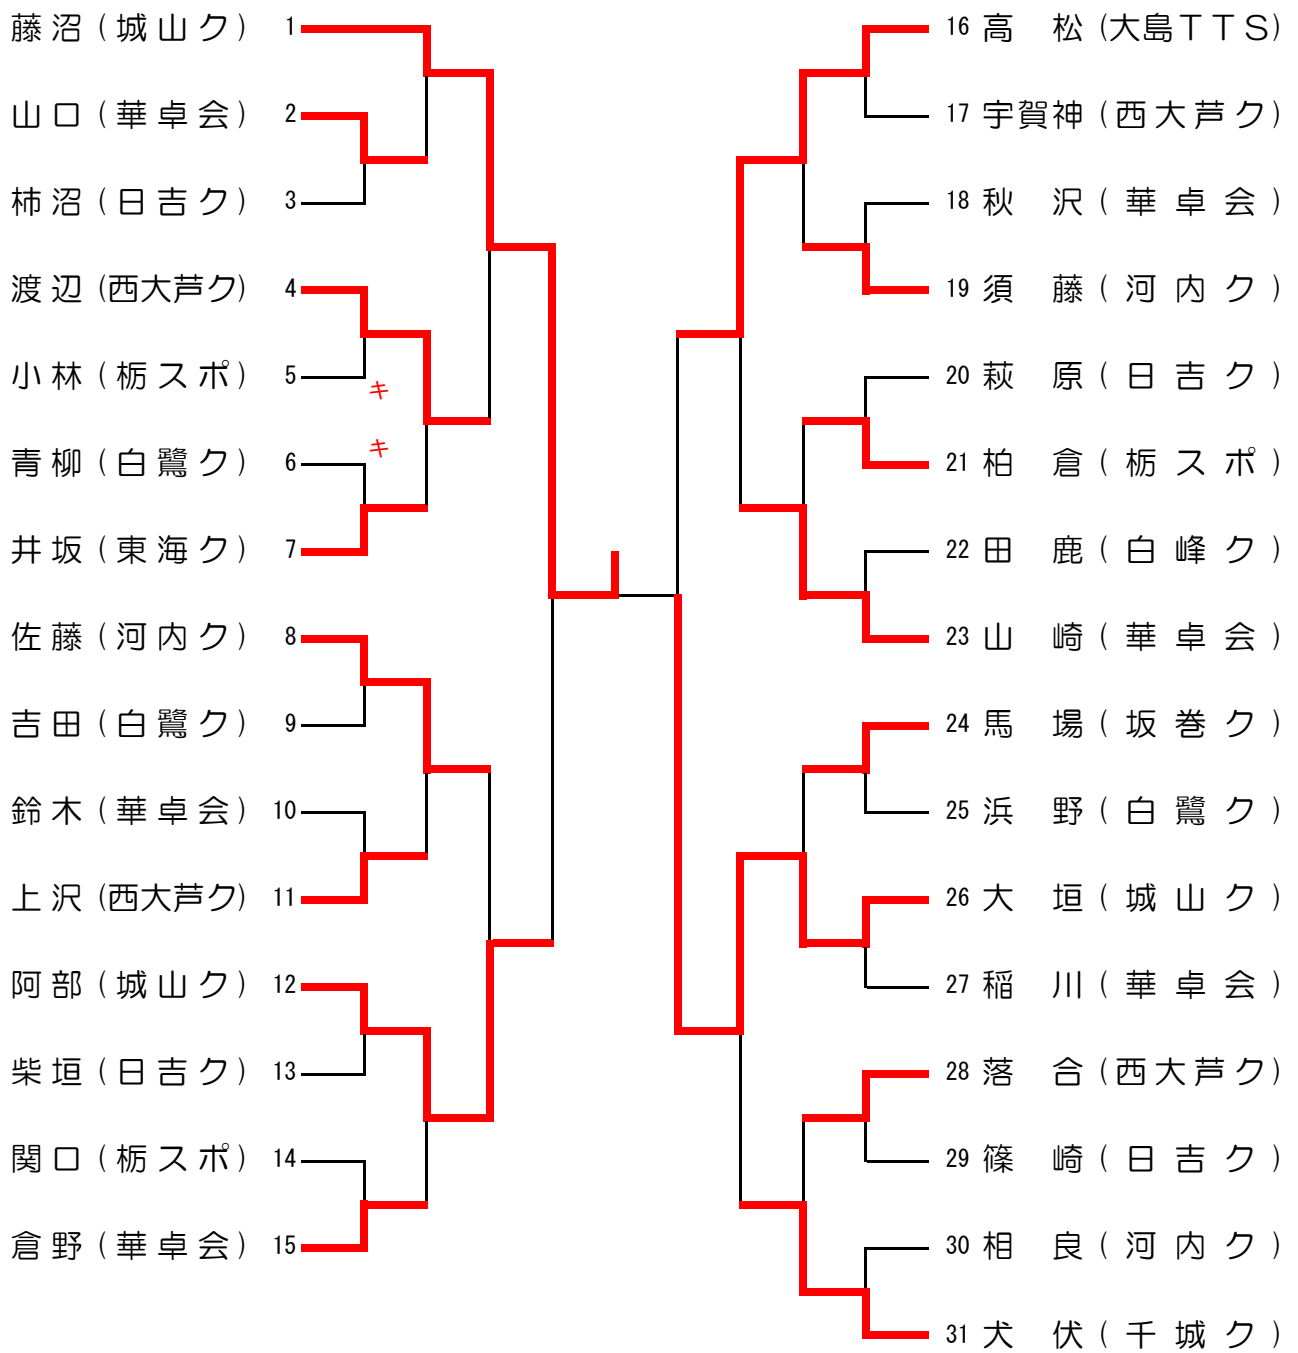 藤沼(城山ク) 1
山口(華卓会) 2
柿沼(日吉ク) 3
渡辺(西大芦ク) 4
小林(栃スポ) 5
キ
キ
青柳(白鷺ク) 6
井坂(東海ク) 7
佐藤(河内ク) 8
吉田(白鷺ク) 9
鈴木(華卓会) 10
上沢(西大芦ク) 11
阿部(城山ク) 12
柴垣(日吉ク) 13
関口(栃スポ) 14
倉野(華卓会) 15
16 高 松(大島TTS)
17 宇賀神(西大芦ク)
18 秋 沢(華卓会)
19 須 藤(河内ク)
20 萩 原(日吉ク)
21 柏 倉(栃スポ)
22 田 鹿(白峰ク)
23 山 崎(華卓会)
24 馬 場(坂巻ク)
25 浜 野(白鷺ク)
26 大 垣(城山ク)
27 稲 川(華卓会)
28 落 合(西大芦ク)
29 篠 崎(日吉ク)
30 相 良(河内ク)
31 犬 伏(千城ク)